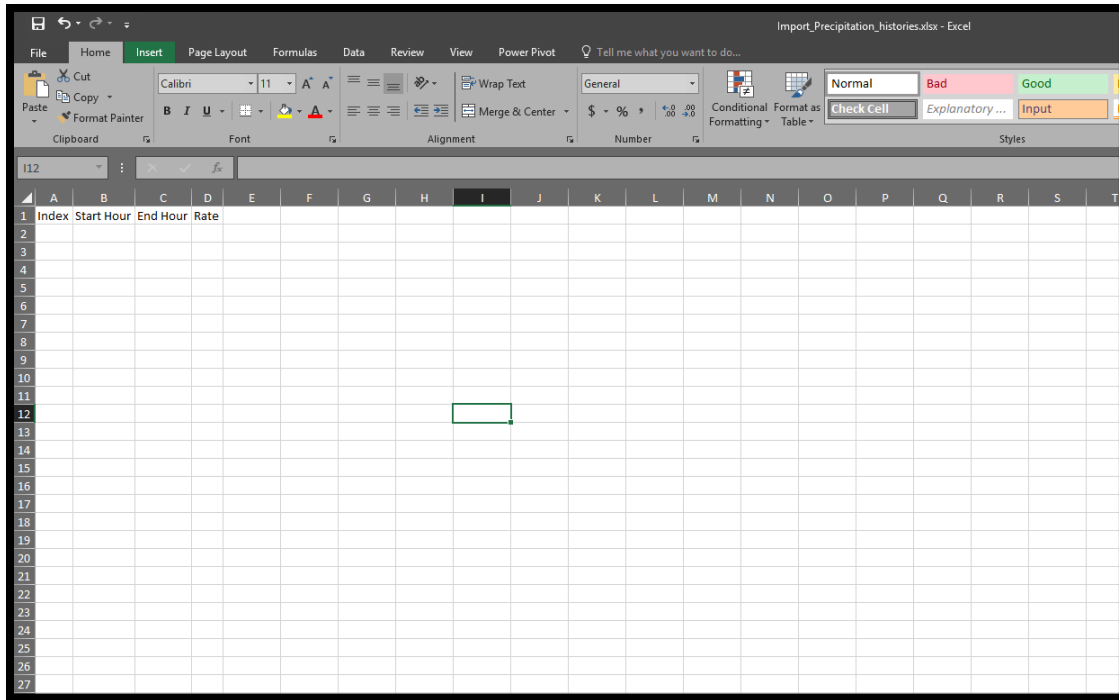 Import_Precipitation_histories.xlsx - Excel
File Home Insert Page Layout Formulas Data Review View Power Pivot Tell me what you want to do...
Paste
Cut
Copy
Format Painter
Clipboard
Calibri 11 A A
B I U A
Font
Wrap Text
Merge & Center
Alignment
General
$ % , .00 .00
Number
Conditional Formatting
Format as Table
Normal Bad Good
Check Cell Explanatory ... Input
Styles
I12 fx
A B C D E F G H I J K L M N O P Q R S T
1 Index Start Hour End Hour Rate
2
3
4
5
6
7
8
9
10
11
12
13
14
15
16
17
18
19
20
21
22
23
24
25
26
27